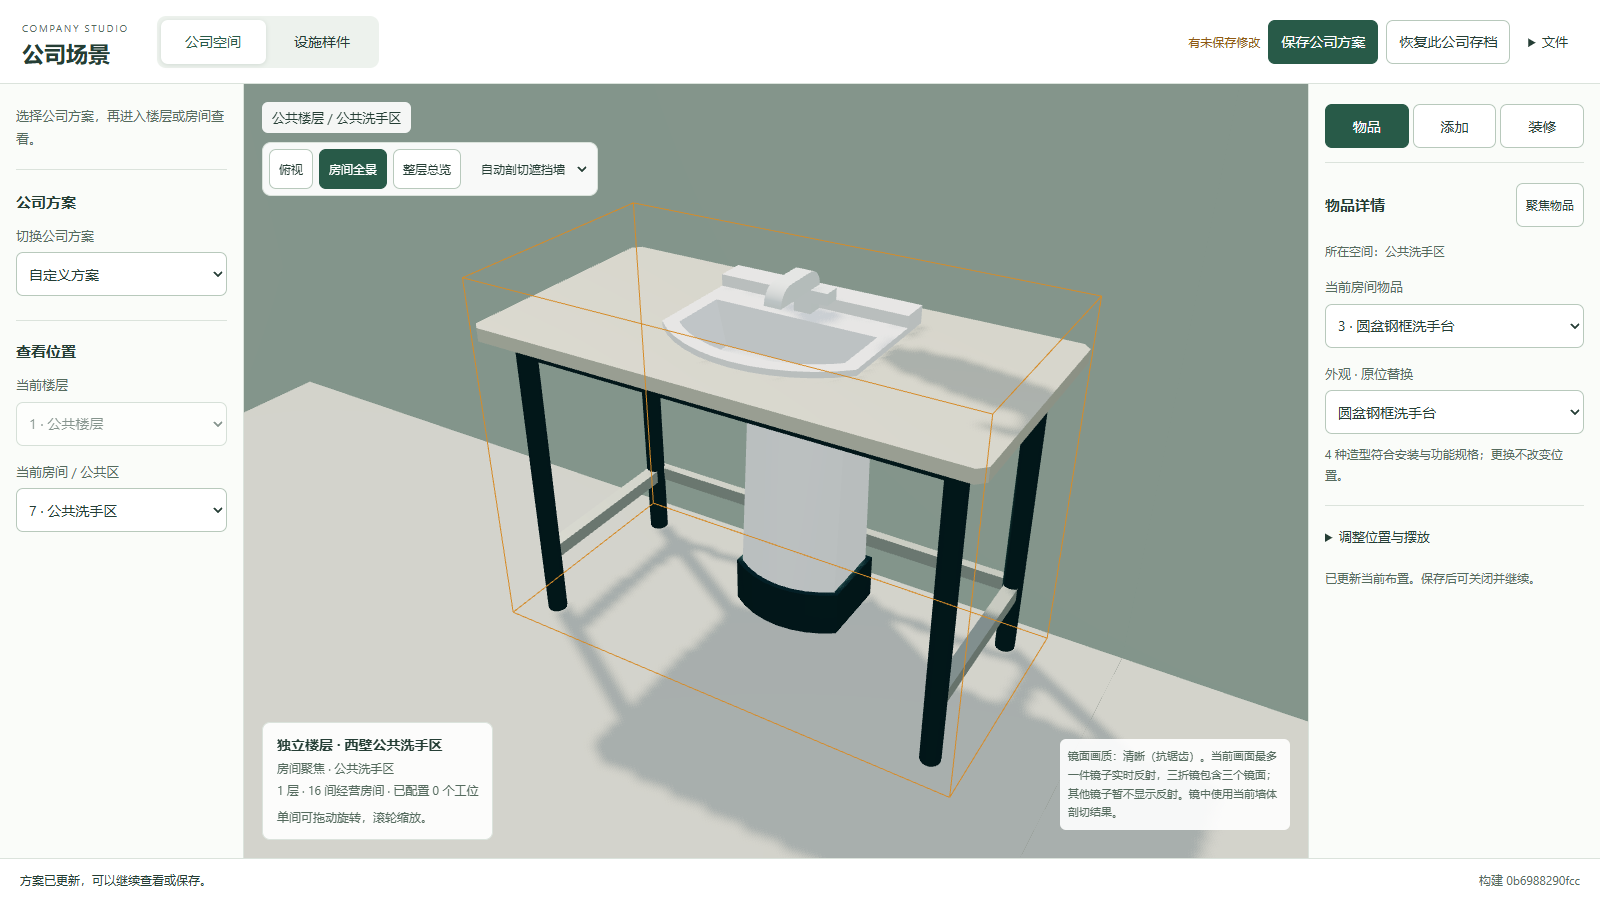 COMPANY STUDIO
公司场景
公司空间
设施样件
有未保存修改
保存公司方案
恢复此公司存档
▶ 文件
选择公司方案，再进入楼层或房间查
看。
公司方案
切换公司方案
自定义方案
查看位置
当前楼层
1 · 公共楼层
当前房间 / 公共区
7 · 公共洗手区
公共楼层 / 公共洗手区
俯视
房间全景
整层总览
自动剖切遮挡墙
独立楼层 · 西壁公共洗手区
房间聚焦 · 公共洗手区
1 层 · 16 间经营房间 · 已配置 0 个工位
单间可拖动旋转，滚轮缩放。
镜面画质：清晰（抗锯齿）。当前画面最多
一件镜子实时反射，三折镜包含三个镜面；
其他镜子暂不显示反射。镜中使用当前墙体
剖切结果。
物品
添加
装修
物品详情
聚焦物品
所在空间：公共洗手区
当前房间物品
3 · 圆盆钢框洗手台
外观 · 原位替换
圆盆钢框洗手台
4 种造型符合安装与功能规格；更换不改变位
置。
▶ 调整位置与摆放
已更新当前布置。保存后可关闭并继续。
方案已更新，可以继续查看或保存。
构建 0b6988290fcc